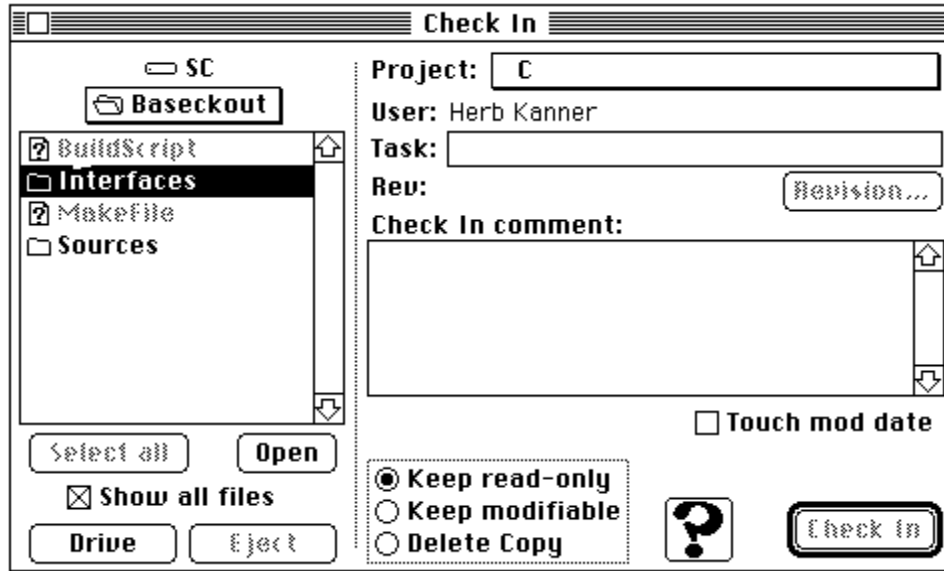 Check In
SC
Baseckout
BuildScript
Interfaces
Makefile
Sources
Select all
Open
Show all files
Drive
Eject
Project: C
User: Herb Kanner
Task:
Rev:
Revision...
Check In comment:
Touch mod date
Keep read-only
Keep modifiable
Delete Copy
?
Check In